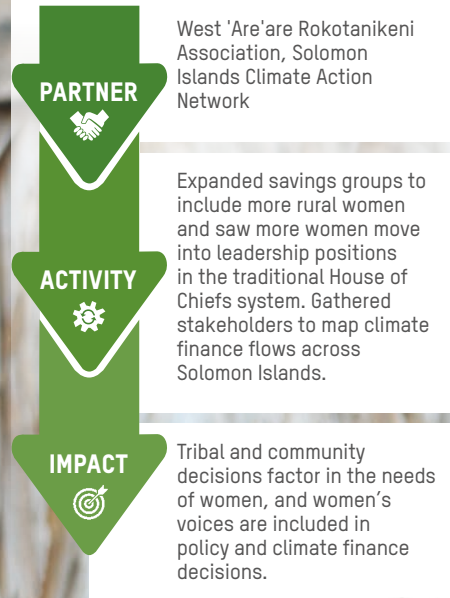 PARTNER
West 'Are'are Rokotanikeni
Association, Solomon
Islands Climate Action
Network
ACTIVITY
Expanded savings groups to
include more rural women
and saw more women move
into leadership positions
in the traditional House of
Chiefs system. Gathered
stakeholders to map climate
finance flows across
Solomon Islands.
IMPACT
Tribal and community
decisions factor in the needs
of women, and women's
voices are included in
policy and climate finance
decisions.